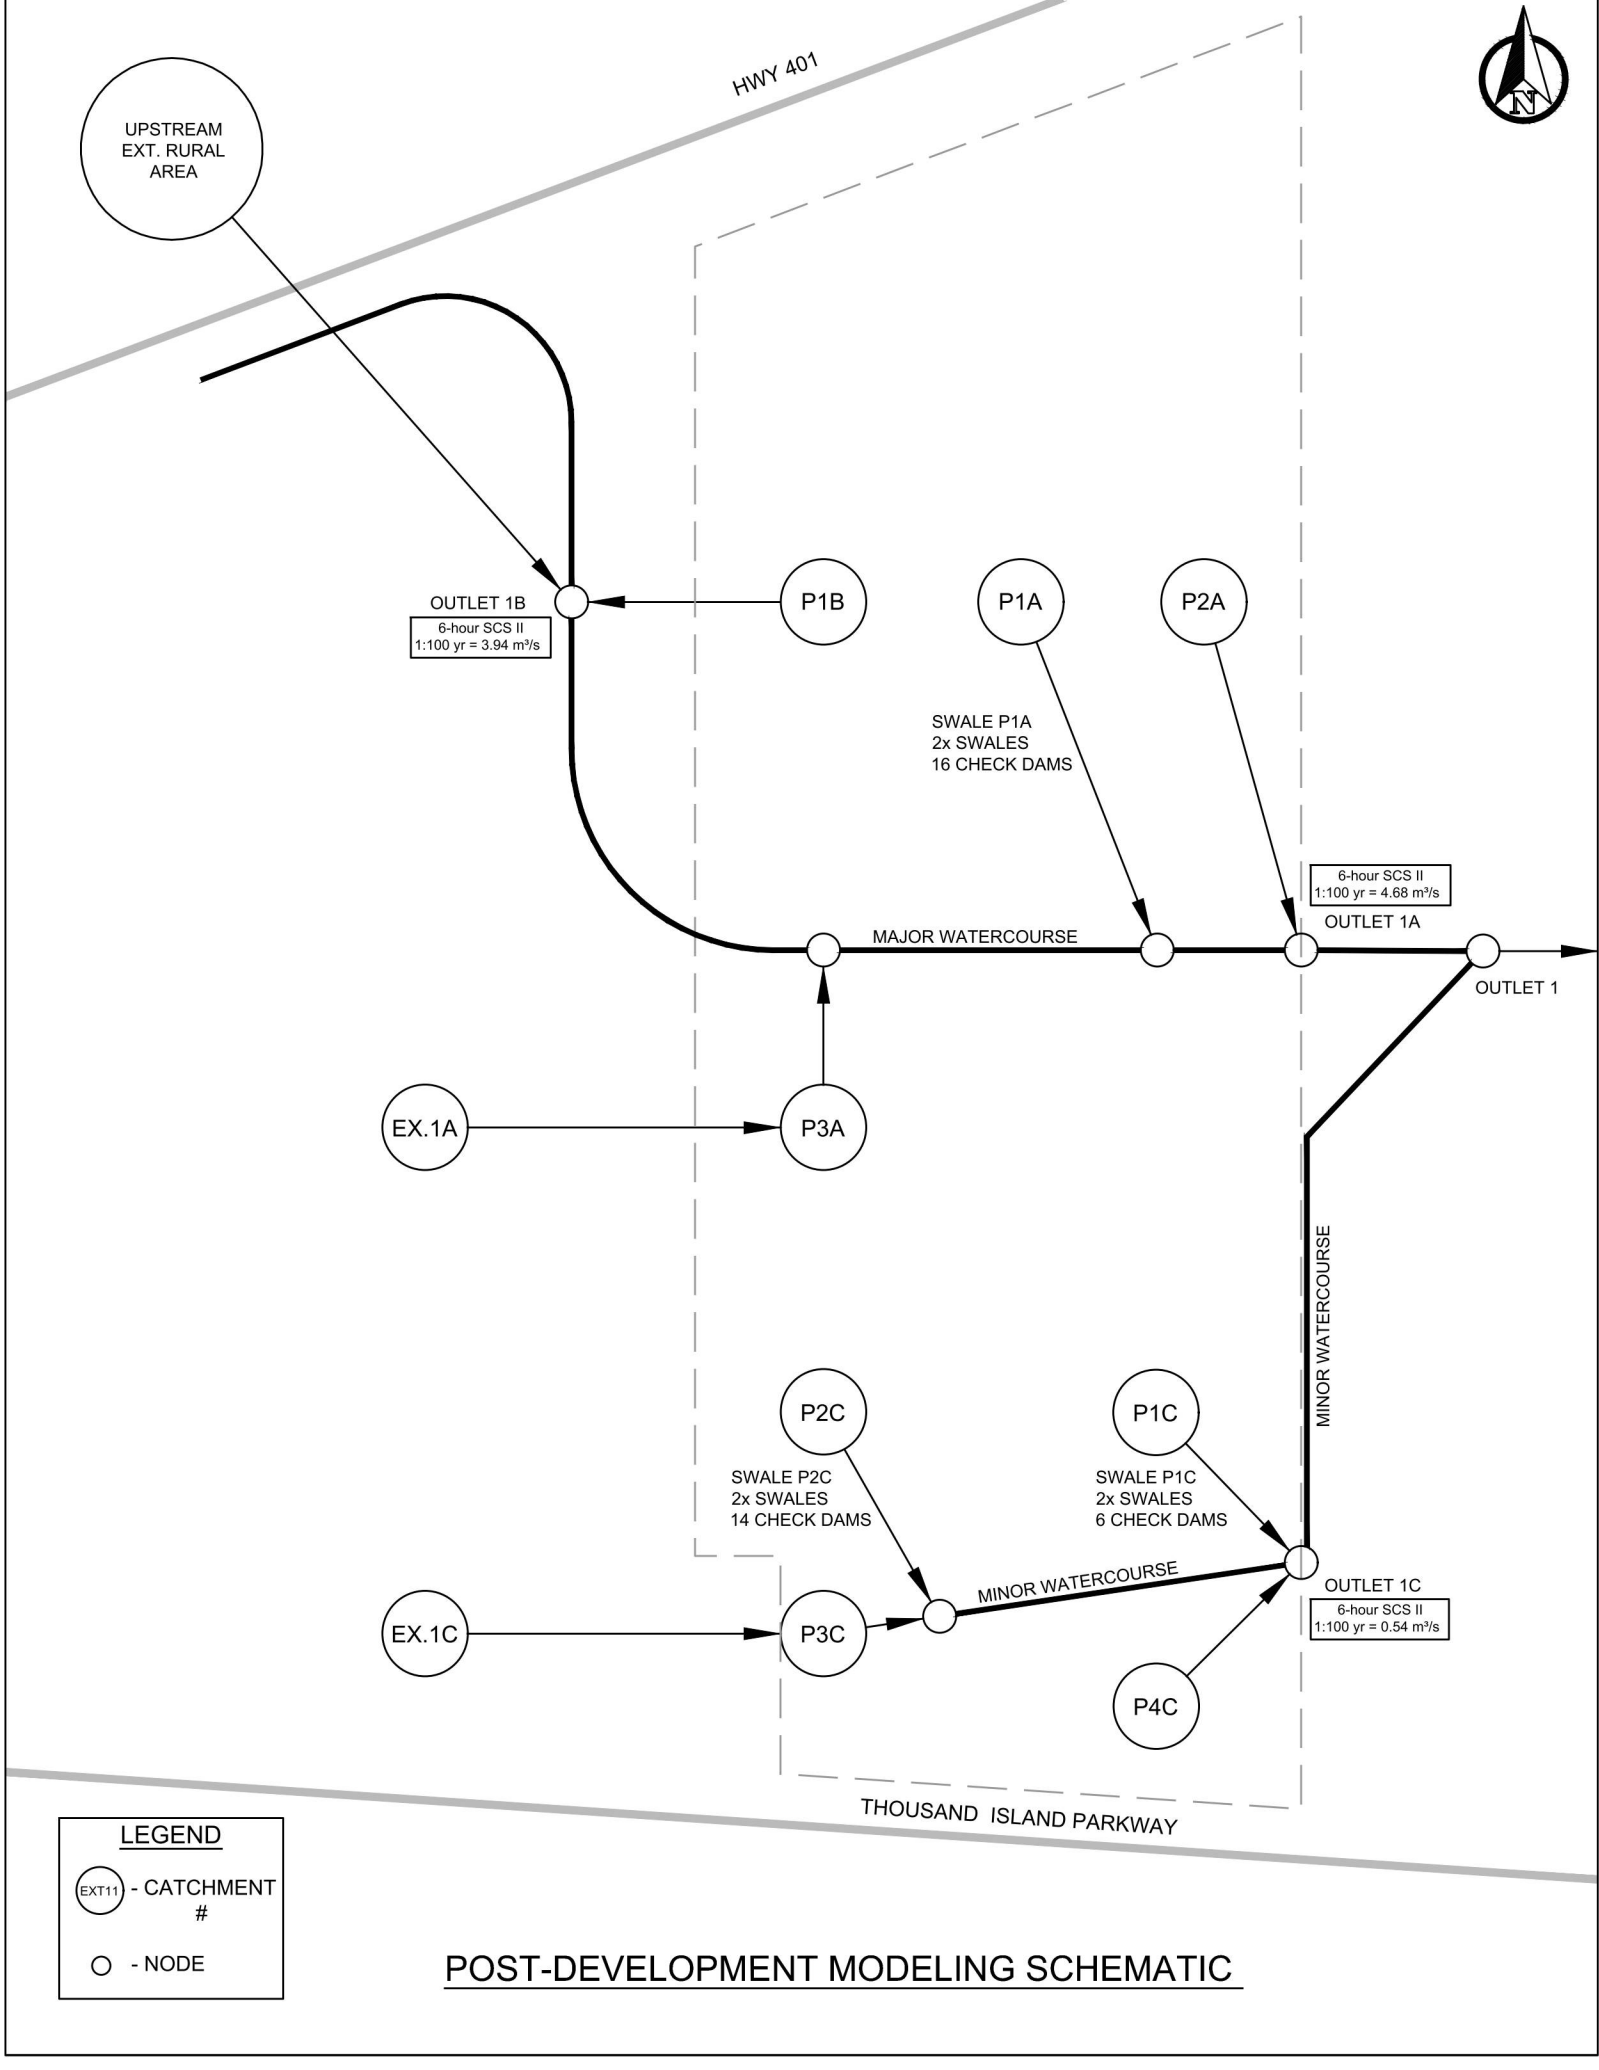 HWY 401
N
UPSTREAM
EXT. RURAL
AREA
OUTLET 1B
6-hour SCS II
1:100 yr = 3.94 m³/s
P1B
P1A
P2A
SWALE P1A
2x SWALES
16 CHECK DAMS
6-hour SCS II
1:100 yr = 4.68 m³/s
OUTLET 1A
MAJOR WATERCOURSE
OUTLET 1
EX.1A
P3A
MINOR WATERCOURSE
P2C
P1C
SWALE P2C
2x SWALES
14 CHECK DAMS
SWALE P1C
2x SWALES
6 CHECK DAMS
MINOR WATERCOURSE
OUTLET 1C
6-hour SCS II
1:100 yr = 0.54 m³/s
EX.1C
P3C
P4C
THOUSAND ISLAND PARKWAY
LEGEND
EXT11 - CATCHMENT
#
- NODE
POST-DEVELOPMENT MODELING SCHEMATIC